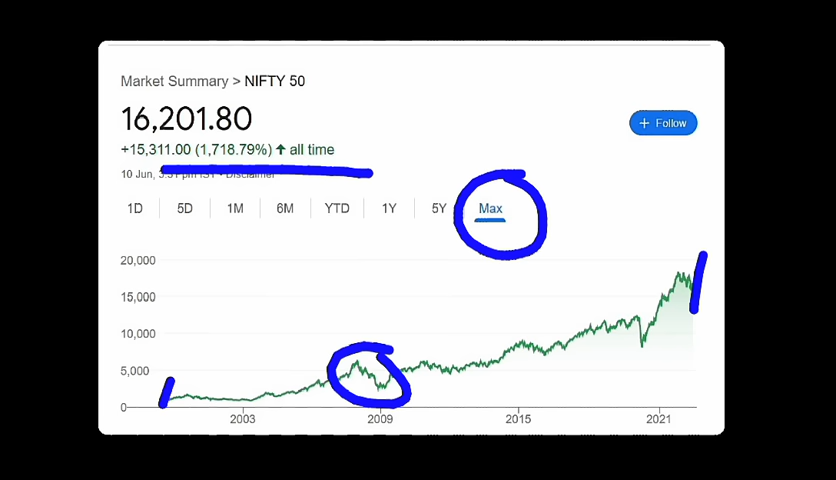 Market Summary > NIFTY 50
16,201.80
+ Follow
+15,311.00 (1,718.79%) ↑ all time
10 Jun, IST • Disclaimer
1D 5D 1M 6M YTD 1Y 5Y Max
20,000
15,000
10,000
5,000
0
2003 2009 2015 2021